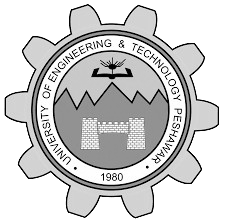 UNIVERSITY OF ENGINEERING & TECHNOLOGY PESHAWAR
1980